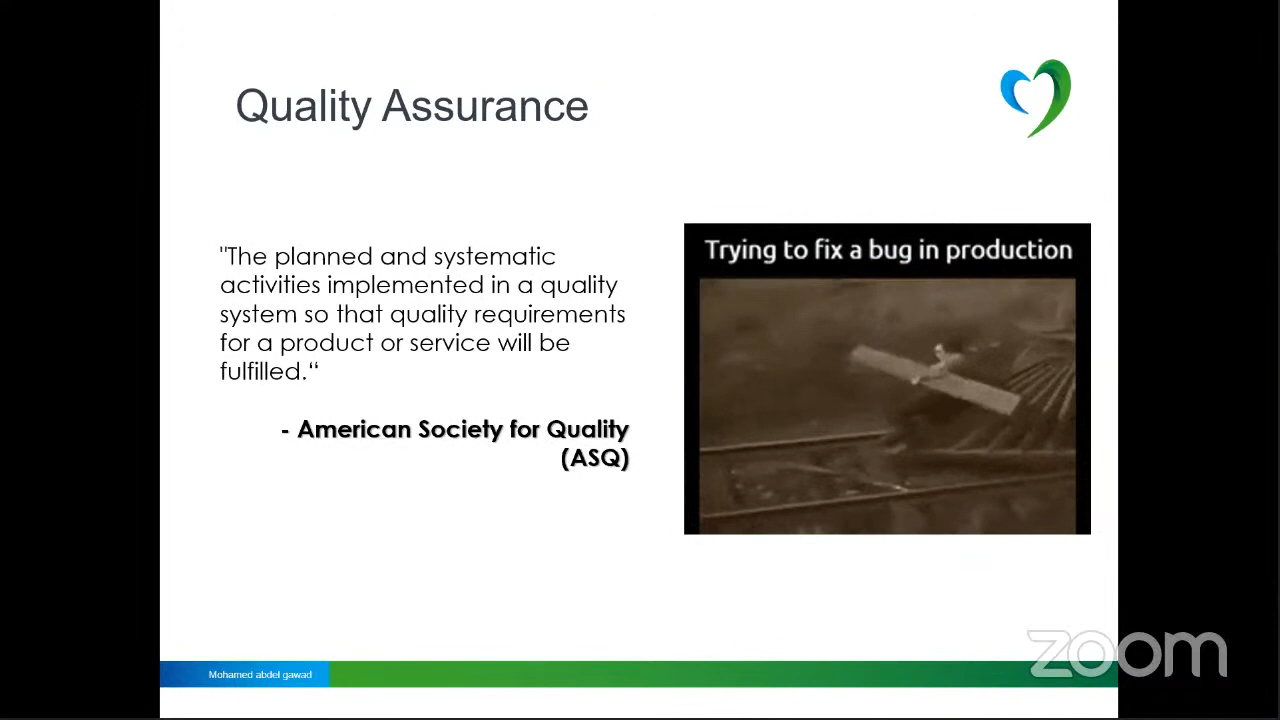 Quality Assurance
"The planned and systematic
activities implemented in a quality
system so that quality requirements
for a product or service will be
fulfilled.“
- American Society for Quality
(ASQ)
Trying to fix a bug in production
Mohamed abdel gawad
zoom